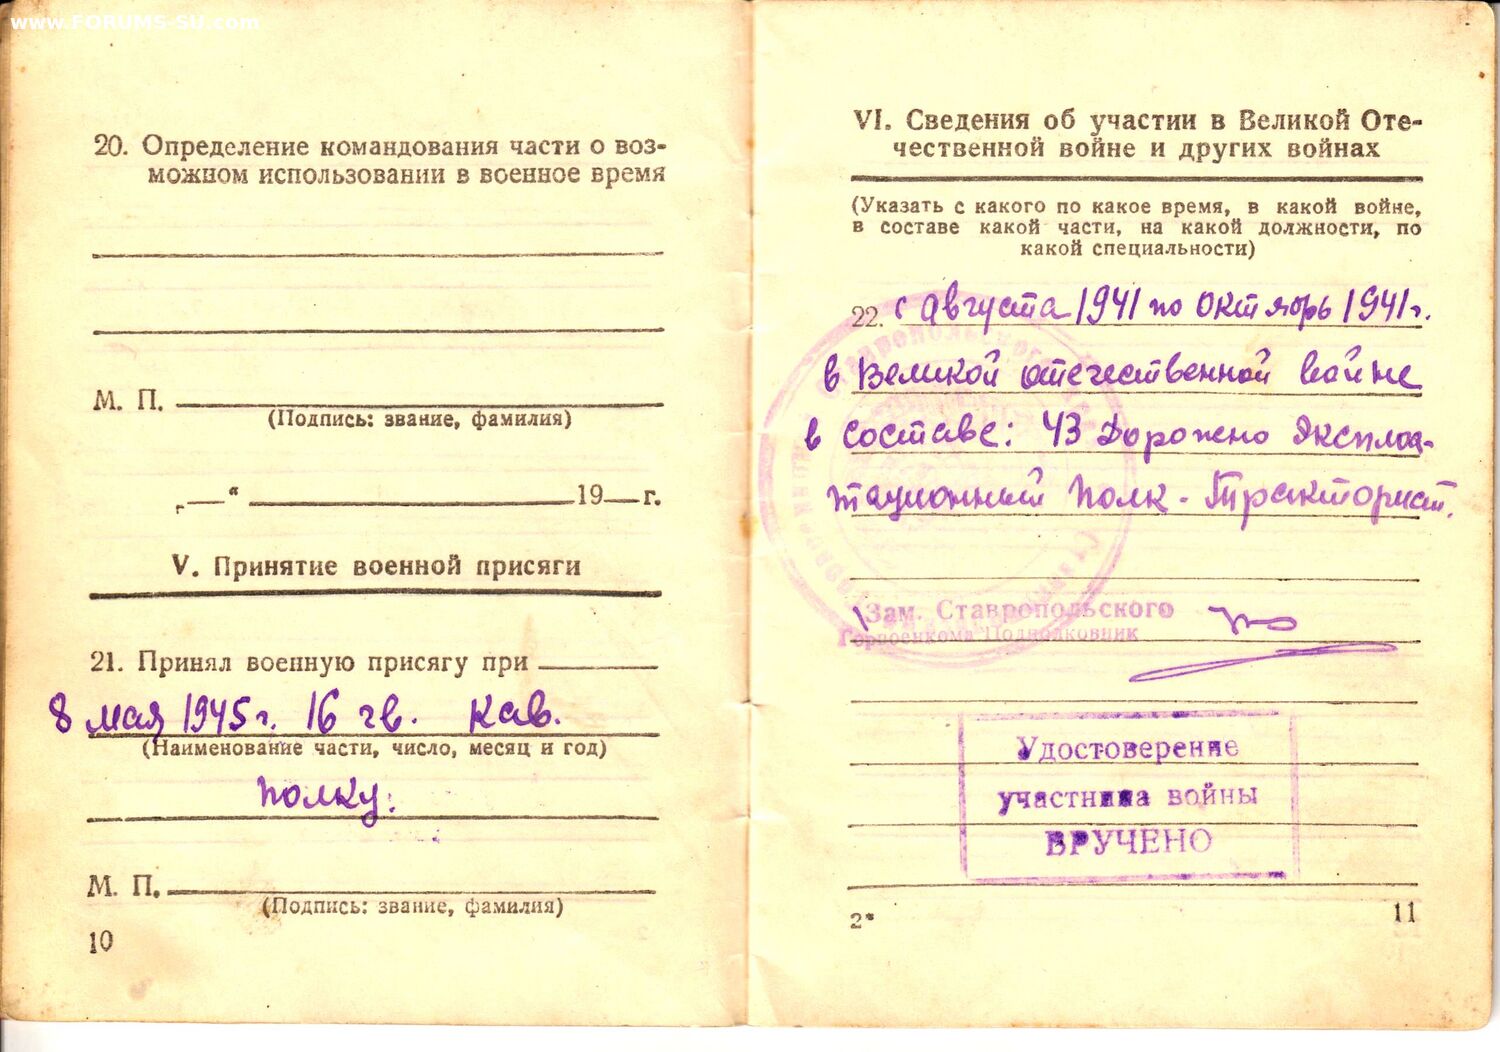 www.FORUMS-SU.com
20. Определение командования части о воз-
можном использовании в военное время
М. П.
(Подпись: звание, фамилия)
„—“ 19—г.
V. Принятие военной присяги
21. Принял военную присягу при
8 мая 1945г. 16 гв. кав.
(Наименование части, число, месяц и год)
полку.
М. П.
(Подпись: звание, фамилия)
10
VI. Сведения об участии в Великой Оте-
чественной войне и других войнах
(Указать с какого по какое время, в какой войне,
в составе какой части, на какой должности, по
какой специальности)
22. с августа 1941 по Октябрь 1941г.
в Великой отечественной войне
в составе: 43 Дорожно Эксплоа-
тационный Полк - Тракторист.
Зам. Ставропольского
Горвоенкома Подполковник
Удостоверение
участника войны
ВРУЧЕНО
2*
11